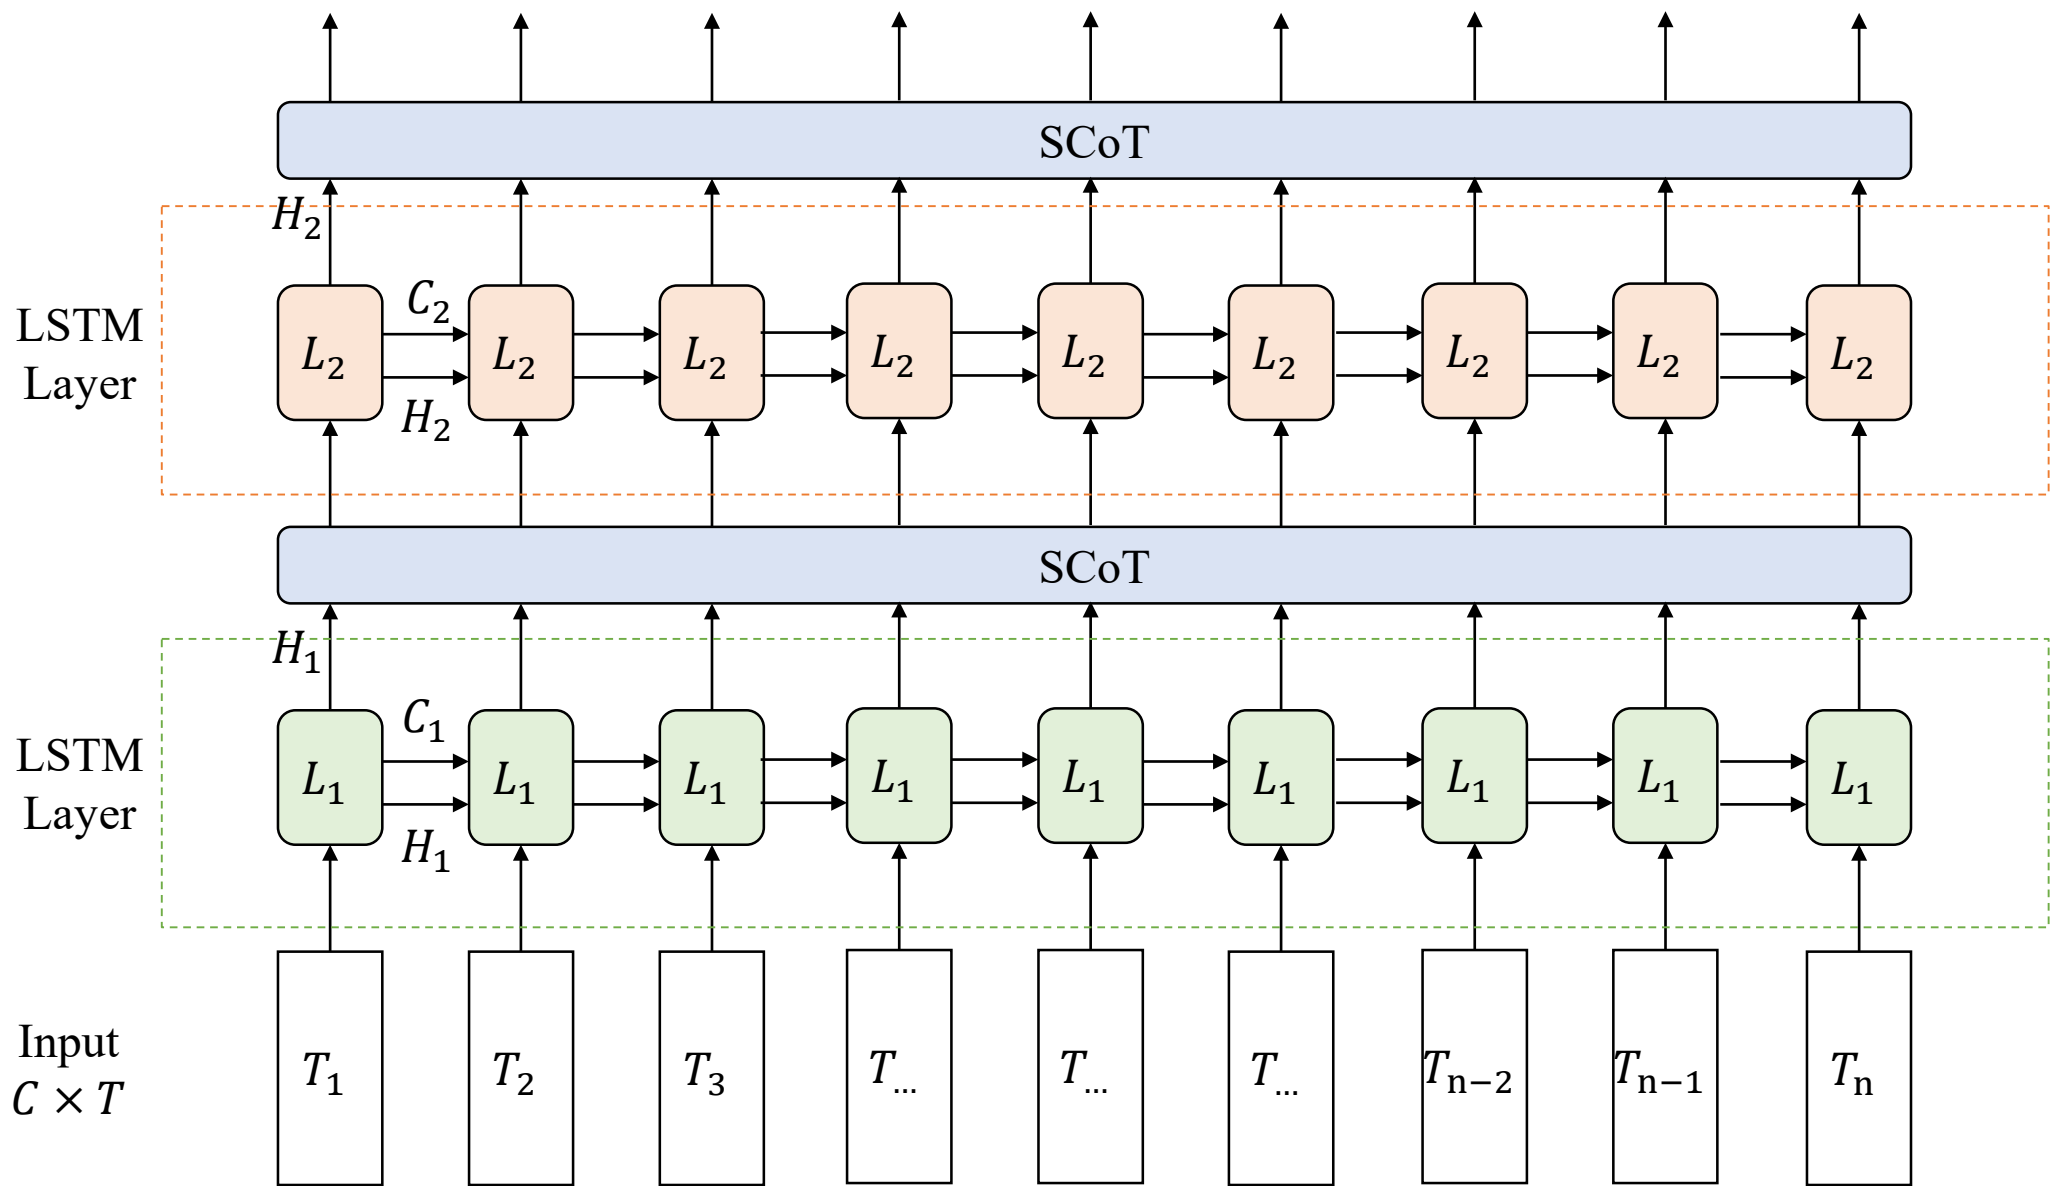 SCoT
H₂
C₂
LSTM
Layer
L₂ L₂ L₂ L₂ L₂ L₂ L₂ L₂ L₂
H₂
SCoT
H₁
C₁
LSTM
Layer
L₁ L₁ L₁ L₁ L₁ L₁ L₁ L₁ L₁
H₁
Input
C × T
T₁ T₂ T₃ T... T... T... Tn−2 Tn−1 Tn